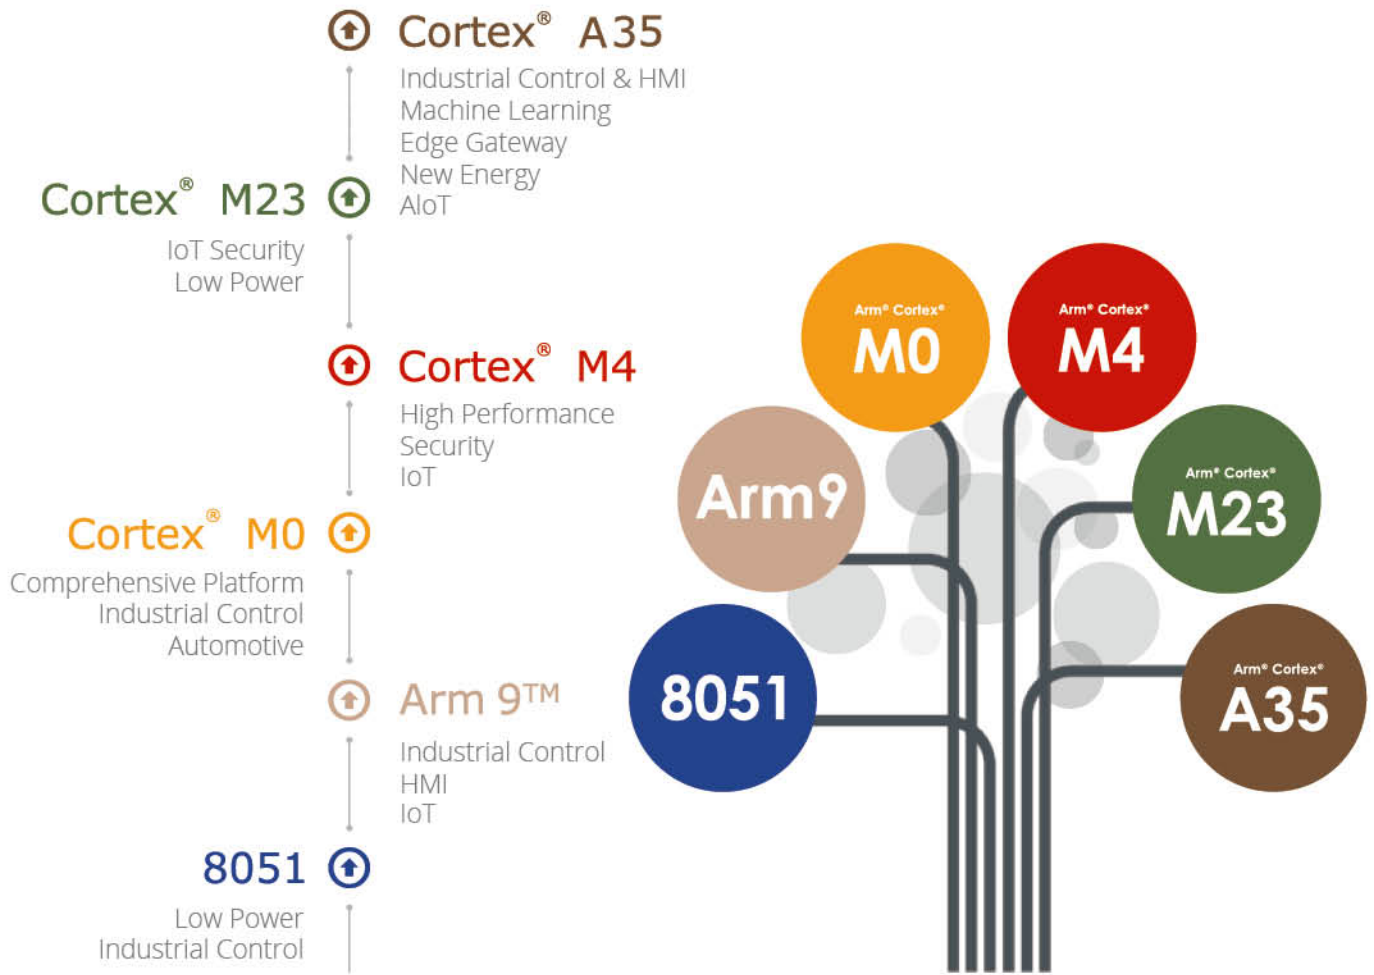 Cortex® A35
Industrial Control & HMI
Machine Learning
Edge Gateway
New Energy
AIoT
Cortex® M23
IoT Security
Low Power
Cortex® M4
High Performance
Security
IoT
Cortex® M0
Comprehensive Platform
Industrial Control
Automotive
Arm 9™
Industrial Control
HMI
IoT
8051
Low Power
Industrial Control
Arm® Cortex®
M0
Arm® Cortex®
M4
Arm9
Arm® Cortex®
M23
8051
Arm® Cortex®
A35